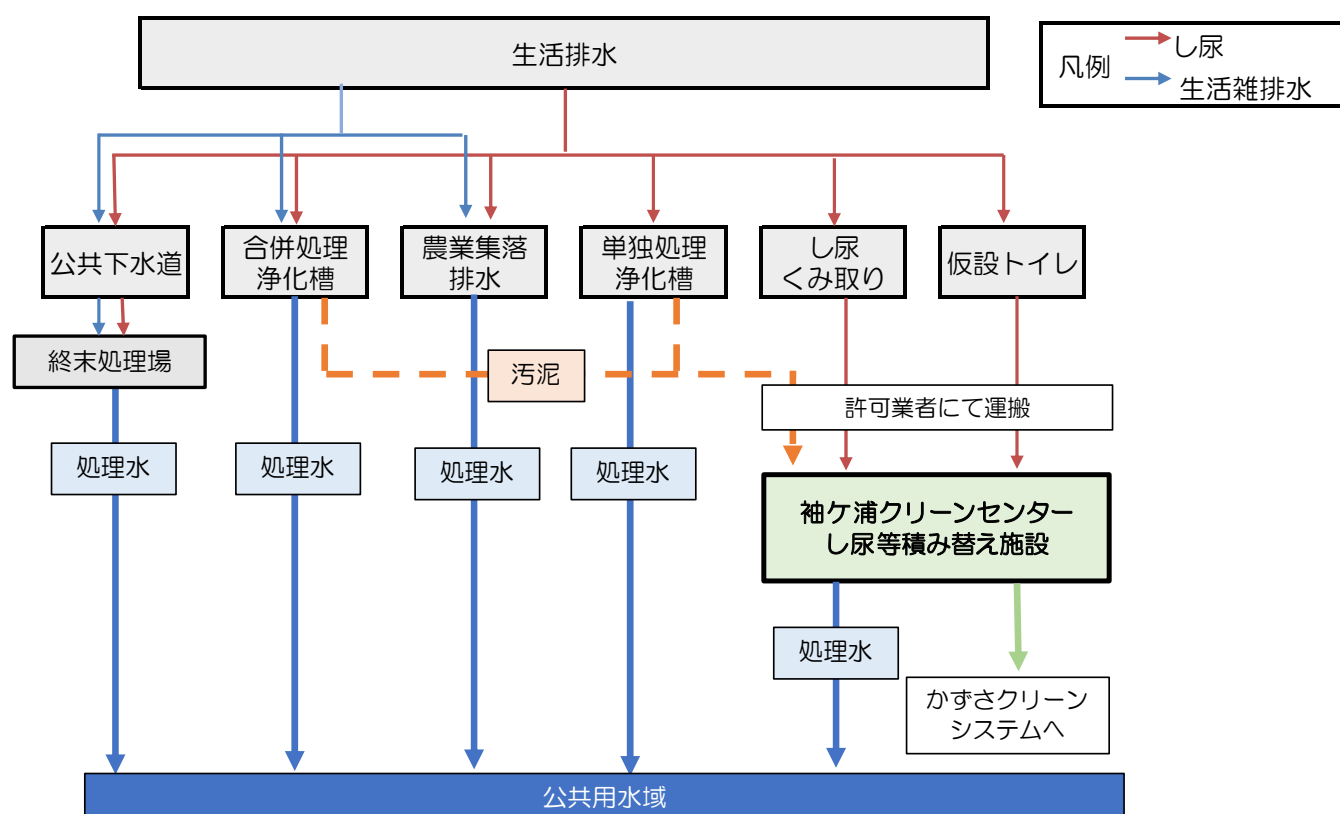 生活排水
凡例
し尿
生活雑排水
公共下水道
合併処理
浄化槽
農業集落
排水
単独処理
浄化槽
し尿
くみ取り
仮設トイレ
終末処理場
汚泥
許可業者にて運搬
処理水
処理水
処理水
処理水
袖ケ浦クリーンセンター
し尿等積み替え施設
処理水
かずさクリーン
システムへ
公共用水域